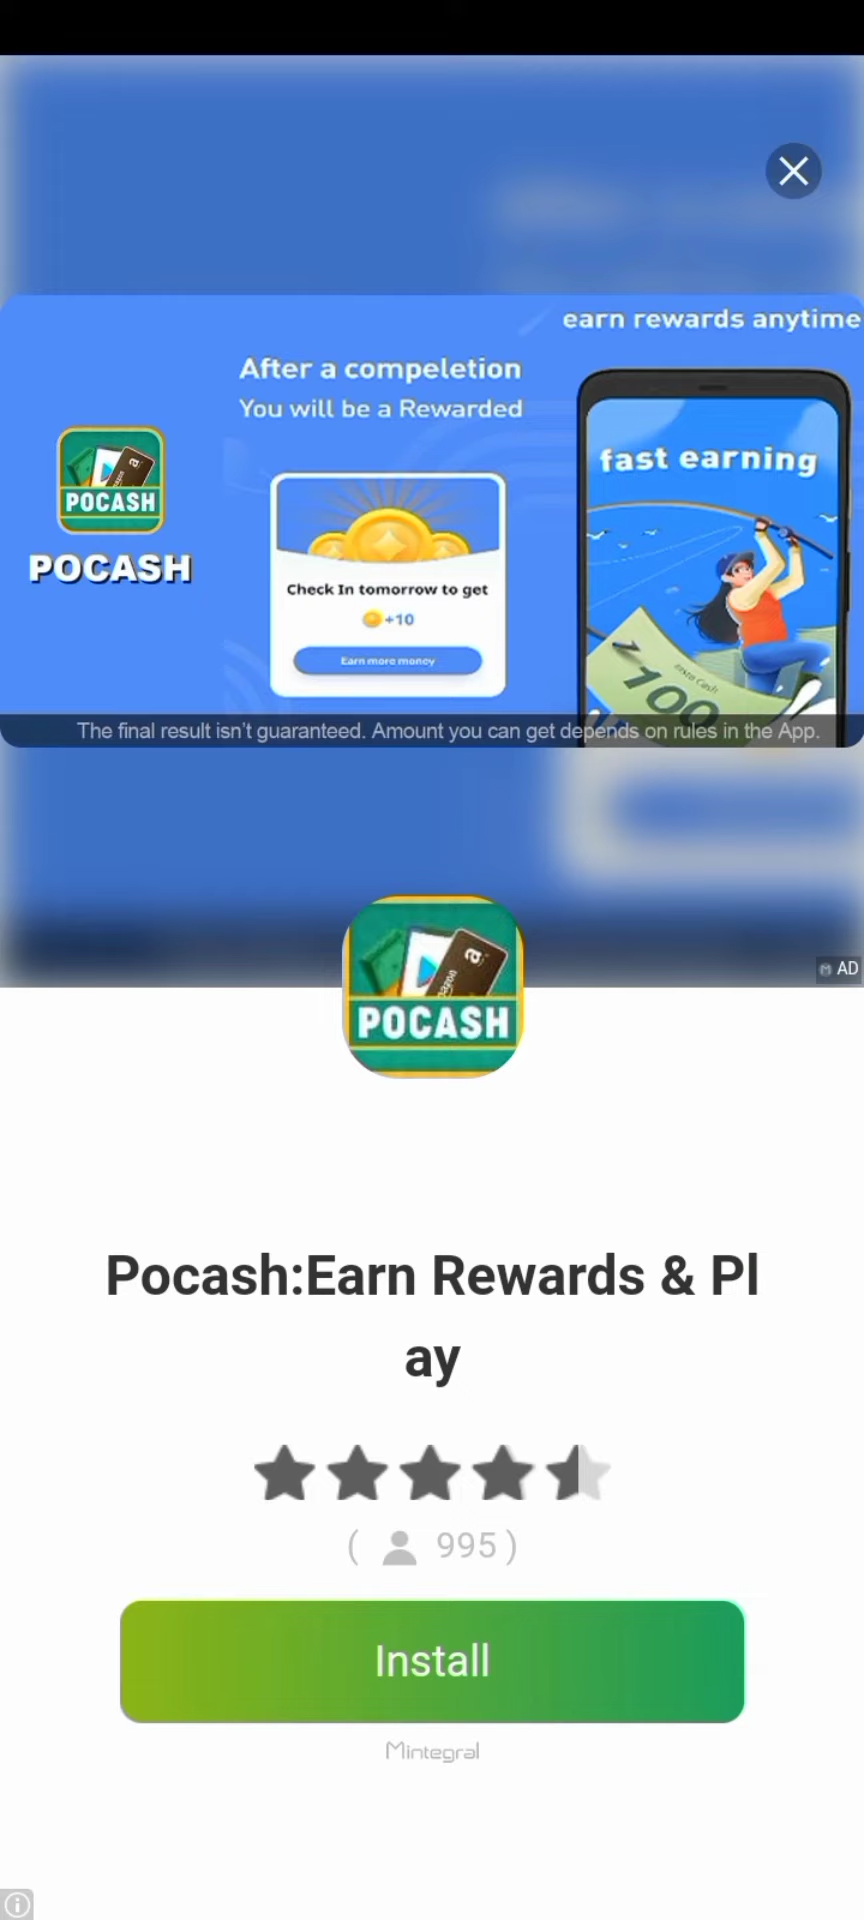 earn rewards anytime
After a compeletion
You will be a Rewarded
fast earning
POCASH
POCASH
Check In tomorrow to get
+10
Earn more money
100
The final result isn't guaranteed. Amount you can get depends on rules in the App.
AD
a
amazon
POCASH
Pocash:Earn Rewards & Pl
ay
( 995 )
Install
Mintegral